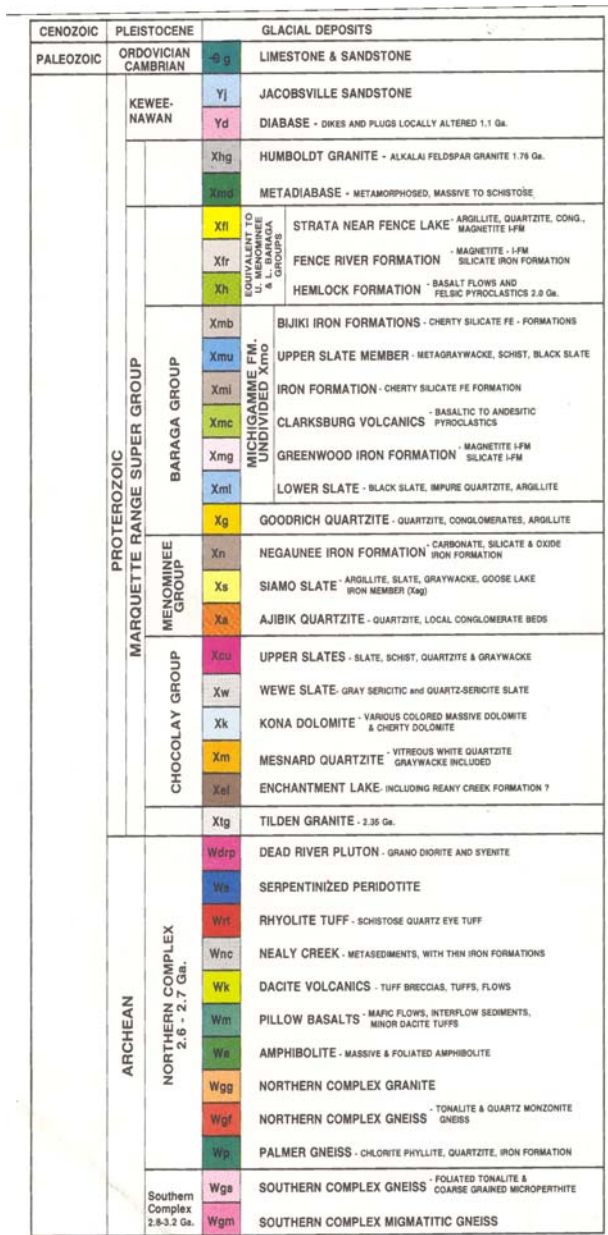 CENOZOIC PLEISTOCENE GLACIAL DEPOSITS
PALEOZOIC ORDOVICIAN CAMBRIAN -Є g LIMESTONE & SANDSTONE
PROTEROZOIC
KEWEE-NAWAN
Yj JACOBSVILLE SANDSTONE
Yd DIABASE - DIKES AND PLUGS LOCALLY ALTERED 1.1 Ga.
MARQUETTE RANGE SUPER GROUP
Xhg HUMBOLDT GRANITE - ALKALAI FELDSPAR GRANITE 1.76 Ga.
Xmd METADIABASE - METAMORPHOSED, MASSIVE TO SCHISTOSE
EQUIVALENT TO
U. MENOMINEE
& L. BARAGA
GROUPS
Xfl STRATA NEAR FENCE LAKE - ARGILLITE, QUARTZITE, CONG., MAGNETITE I-FM
Xfr FENCE RIVER FORMATION - MAGNETITE - I-FM SILICATE IRON FORMATION
Xh HEMLOCK FORMATION - BASALT FLOWS AND FELSIC PYROCLASTICS 2.0 Ga.
BARAGA GROUP
MICHIGAMME FM.
UNDIVIDED Xmo
Xmb BIJIKI IRON FORMATIONS - CHERTY SILICATE FE - FORMATIONS
Xmu UPPER SLATE MEMBER - METAGRAYWACKE, SCHIST, BLACK SLATE
Xmi IRON FORMATION - CHERTY SILICATE FE FORMATION
Xmc CLARKSBURG VOLCANICS - BASALTIC TO ANDESITIC PYROCLASTICS
Xmg GREENWOOD IRON FORMATION - MAGNETITE I-FM SILICATE I-FM
Xml LOWER SLATE - BLACK SLATE, IMPURE QUARTZITE, ARGILLITE
Xg GOODRICH QUARTZITE - QUARTZITE, CONGLOMERATES, ARGILLITE
MENOMINEE
GROUP
Xn NEGAUNEE IRON FORMATION - CARBONATE, SILICATE & OXIDE IRON FORMATION
Xs SIAMO SLATE - ARGILLITE, SLATE, GRAYWACKE, GOOSE LAKE IRON MEMBER (Xsg)
Xa AJIBIK QUARTZITE - QUARTZITE, LOCAL CONGLOMERATE BEDS
CHOCOLAY GROUP
Xcu UPPER SLATES - SLATE, SCHIST, QUARTZITE & GRAYWACKE
Xw WEWE SLATE- GRAY SERICITIC and QUARTZ-SERICITE SLATE
Xk KONA DOLOMITE - VARIOUS COLORED MASSIVE DOLOMITE & CHERTY DOLOMITE
Xm MESNARD QUARTZITE - VITREOUS WHITE QUARTZITE GRAYWACKE INCLUDED
Xel ENCHANTMENT LAKE- INCLUDING REANY CREEK FORMATION ?
Xtg TILDEN GRANITE - 2.35 Ga.
ARCHEAN
NORTHERN COMPLEX
2.6 - 2.7 Ga.
Wdrp DEAD RIVER PLUTON - GRANO DIORITE AND SYENITE
Ws SERPENTINIZED PERIDOTITE
Wrt RHYOLITE TUFF - SCHISTOSE QUARTZ EYE TUFF
Wnc NEALY CREEK - METASEDIMENTS, WITH THIN IRON FORMATIONS
Wk DACITE VOLCANICS - TUFF BRECCIAS, TUFFS, FLOWS
Wm PILLOW BASALTS - MAFIC FLOWS, INTERFLOW SEDIMENTS, MINOR DACITE TUFFS
Wa AMPHIBOLITE - MASSIVE & FOLIATED AMPHIBOLITE
Wgg NORTHERN COMPLEX GRANITE
Wgf NORTHERN COMPLEX GNEISS - TONALITE & QUARTZ MONZONITE GNEISS
Wp PALMER GNEISS - CHLORITE PHYLLITE, QUARTZITE, IRON FORMATION
Southern
Complex
2.8-3.2 Ga.
Wgs SOUTHERN COMPLEX GNEISS - FOLIATED TONALITE & COARSE GRAINED MICROPERTHITE
Wgm SOUTHERN COMPLEX MIGMATITIC GNEISS